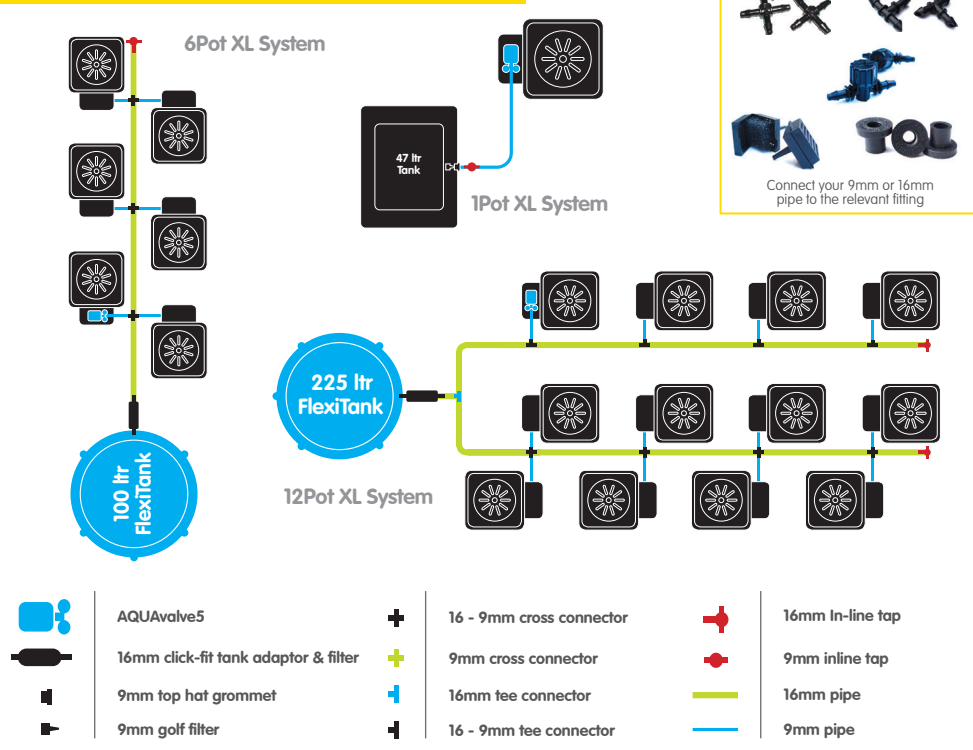 6Pot XL System
47 ltr
Tank
1Pot XL System
Connect your 9mm or 16mm
pipe to the relevant fitting
225 ltr
FlexiTank
12Pot XL System
100 ltr
FlexiTank
AQUAvalve5
16mm click-fit tank adaptor & filter
9mm top hat grommet
9mm golf filter
16 - 9mm cross connector
9mm cross connector
16mm tee connector
16 - 9mm tee connector
16mm In-line tap
9mm inline tap
16mm pipe
9mm pipe